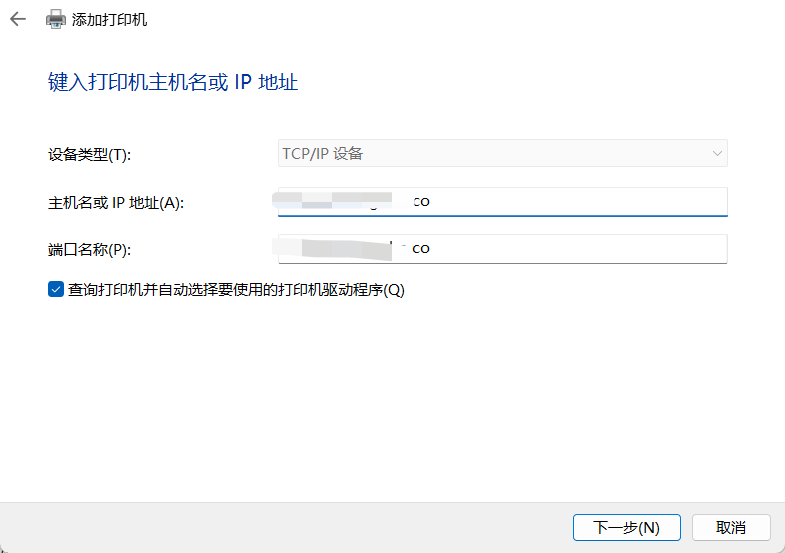 添加打印机
键入打印机主机名或 IP 地址
设备类型(T):
TCP/IP 设备
主机名或 IP 地址(A):
co
端口名称(P):
co
查询打印机并自动选择要使用的打印机驱动程序(Q)
下一步(N)
取消